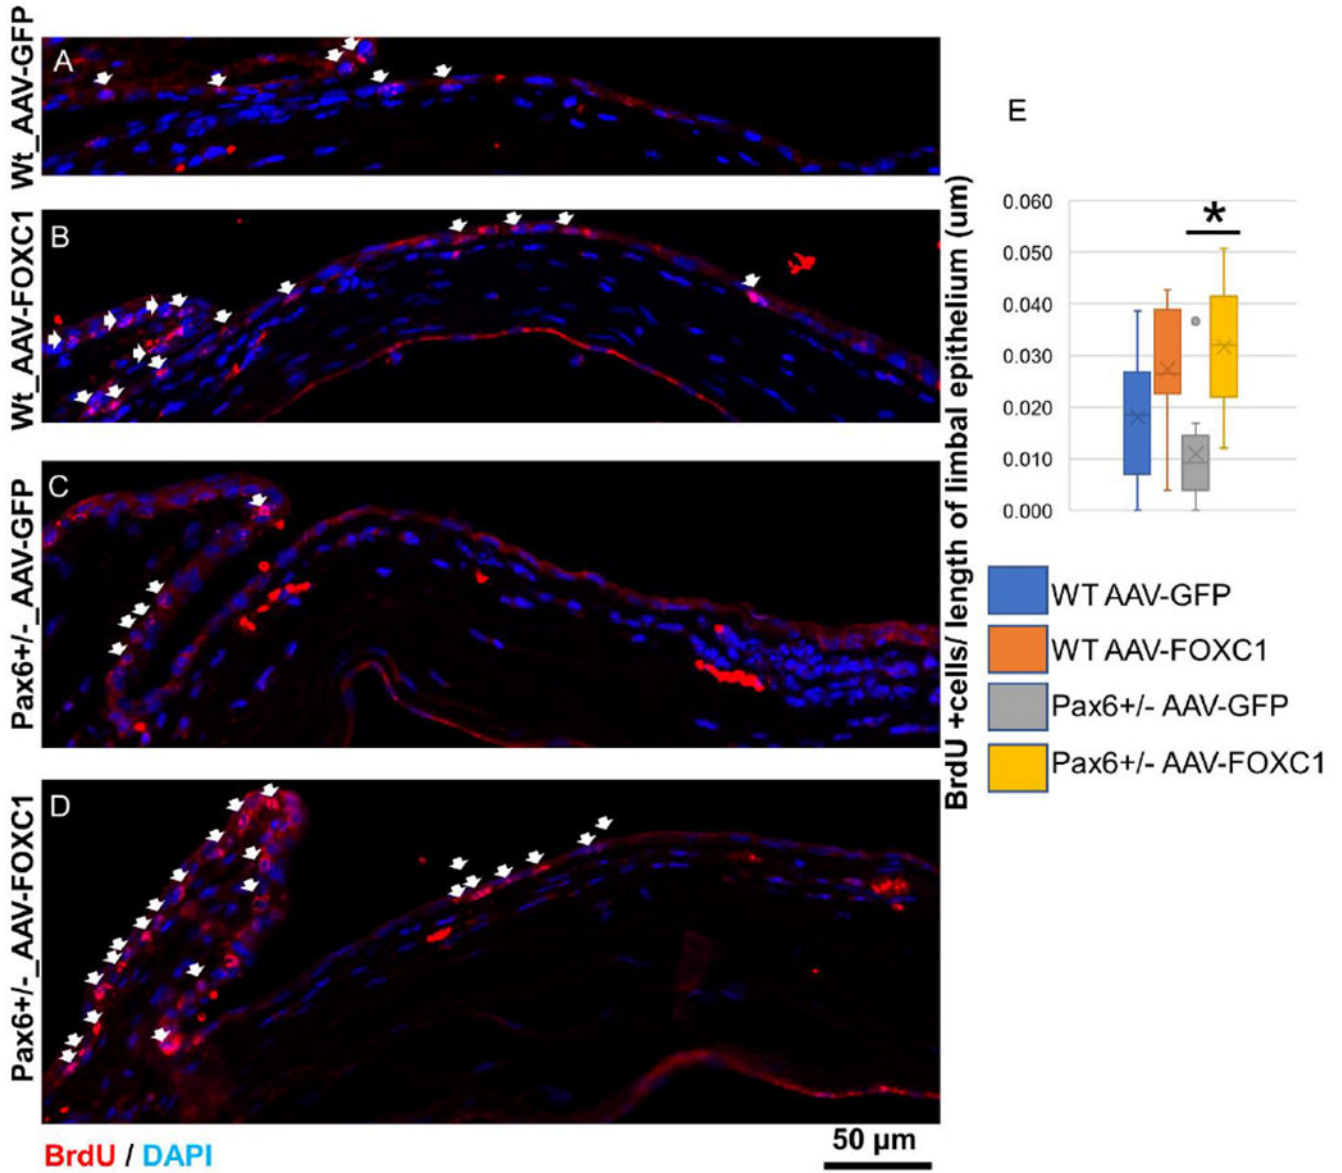 Wt_AAV-GFP
A
Wt_AAV-FOXC1
B
Pax6+/-_AAV-GFP
C
Pax6+/-_AAV-FOXC1
D
BrdU / DAPI
50 µm
E
BrdU +cells/ length of limbal epithelium (um)
*
0.060
0.050
0.040
0.030
0.020
0.010
0.000
WT AAV-GFP
WT AAV-FOXC1
Pax6+/- AAV-GFP
Pax6+/- AAV-FOXC1